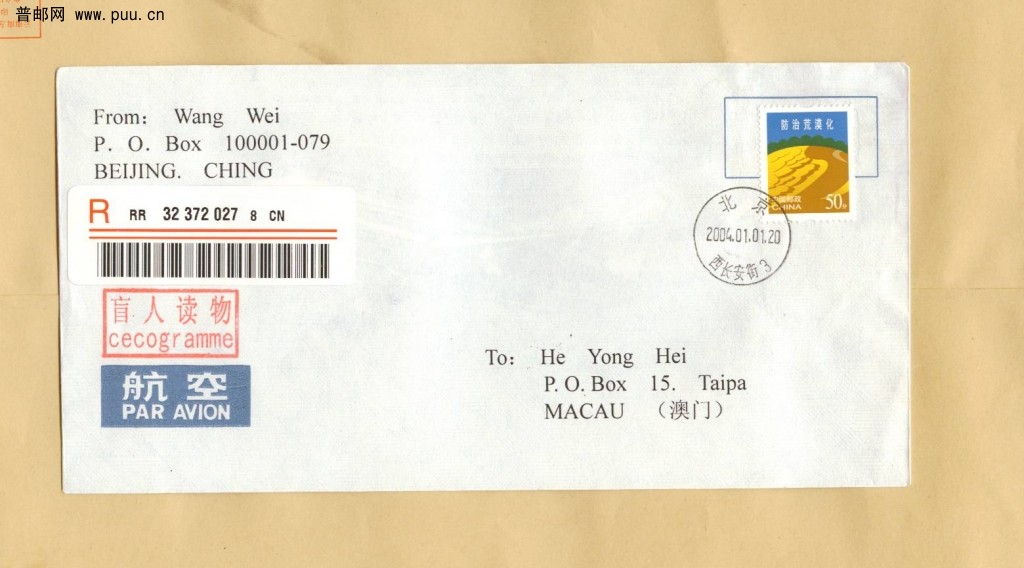 普邮网 www.puu.cn
From: Wang Wei
P. O. Box 100001-079
BEIJING. CHING
R RR 32 372 027 8 CN
盲人读物
cecogramme
航空
PAR AVION
防治荒漠化
中国邮政
CHINA 50分
北京
2004.01.01.20
西长安街3
To: He Yong Hei
P.O.Box 15. Taipa
MACAU (澳门)